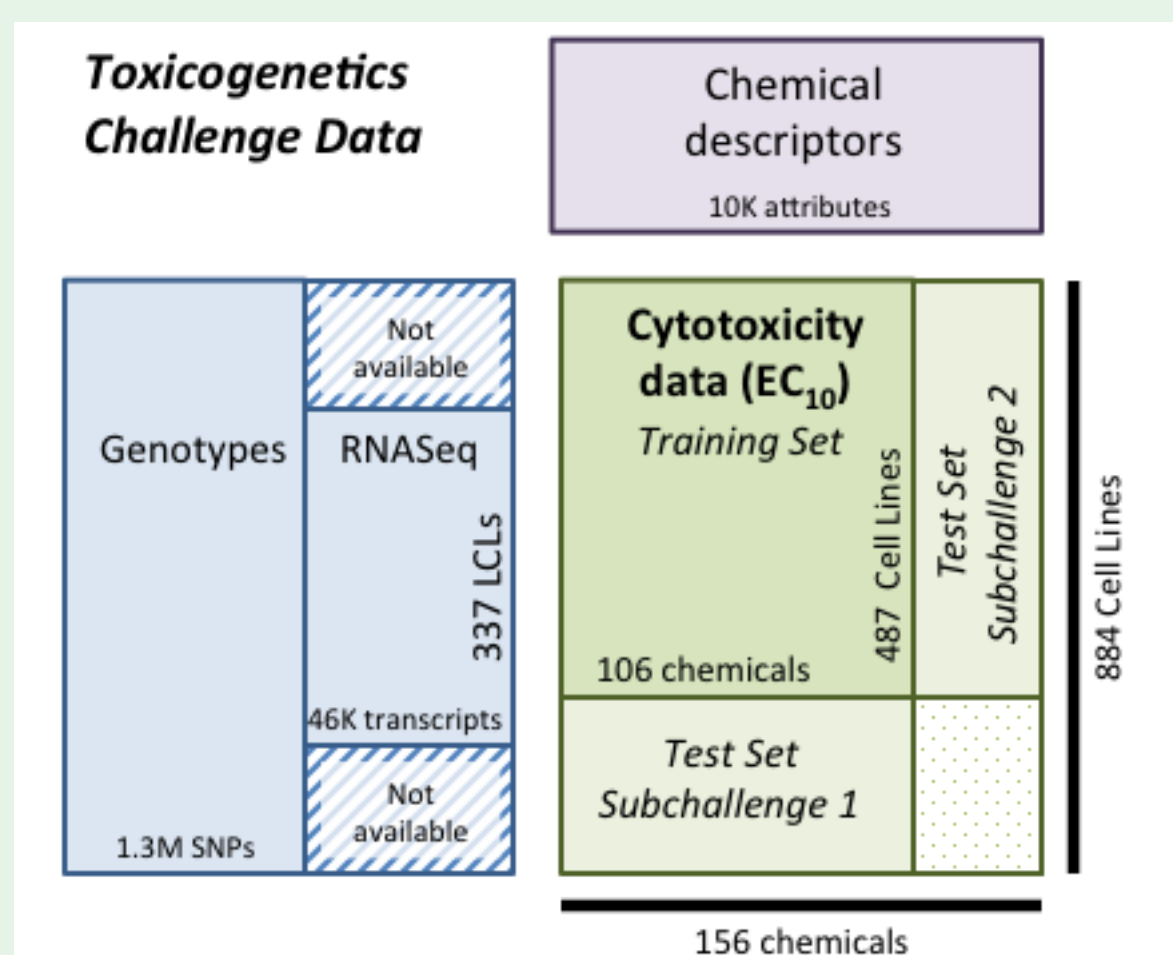 Toxicogenetics
Challenge Data
Chemical
descriptors
10K attributes
Not
available
Genotypes
RNASeq
337 LCLs
46K transcripts
Not
available
1.3M SNPs
Cytotoxicity
data (EC10)
Training Set
487 Cell Lines
106 chemicals
Test Set
Subchallenge 2
Test Set
Subchallenge 1
884 Cell Lines
156 chemicals